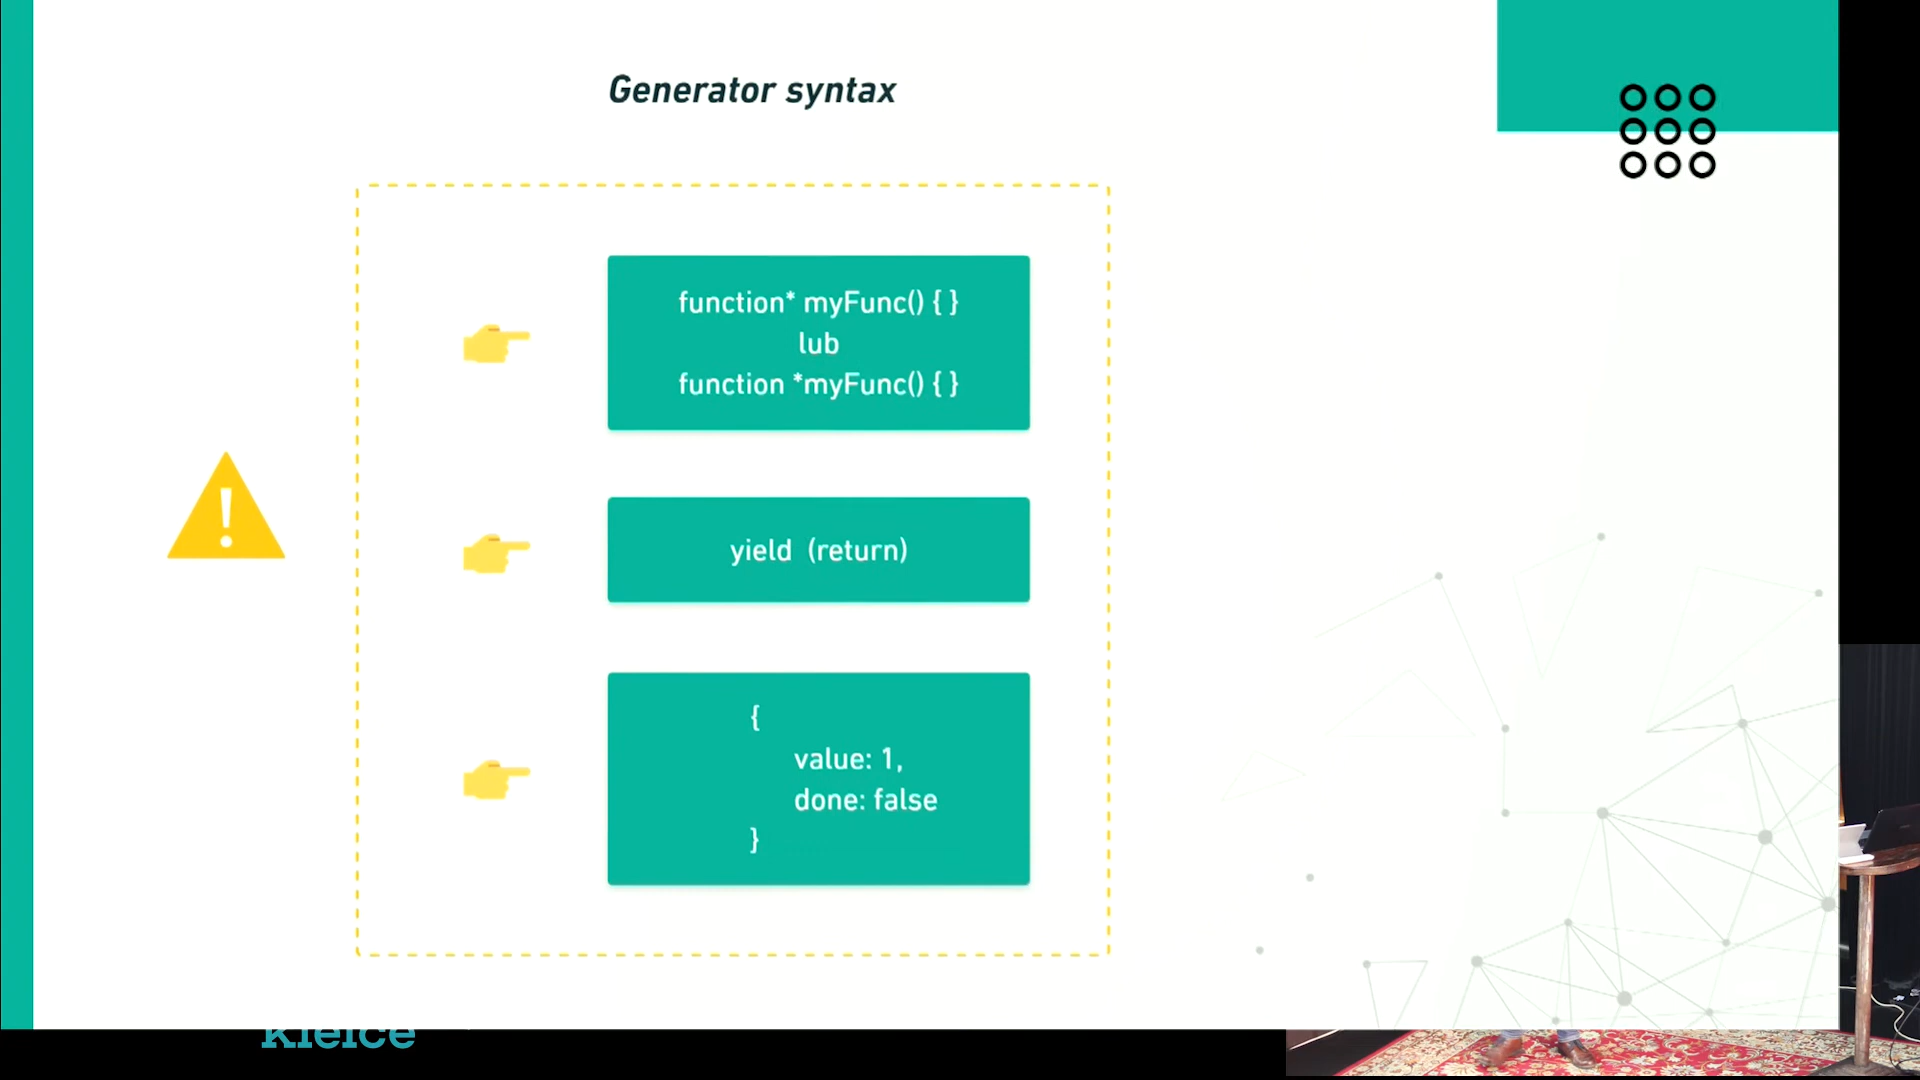 Generator syntax
function* myFunc() { }
lub
function *myFunc() { }
yield (return)
{
value: 1,
done: false
}
kielce